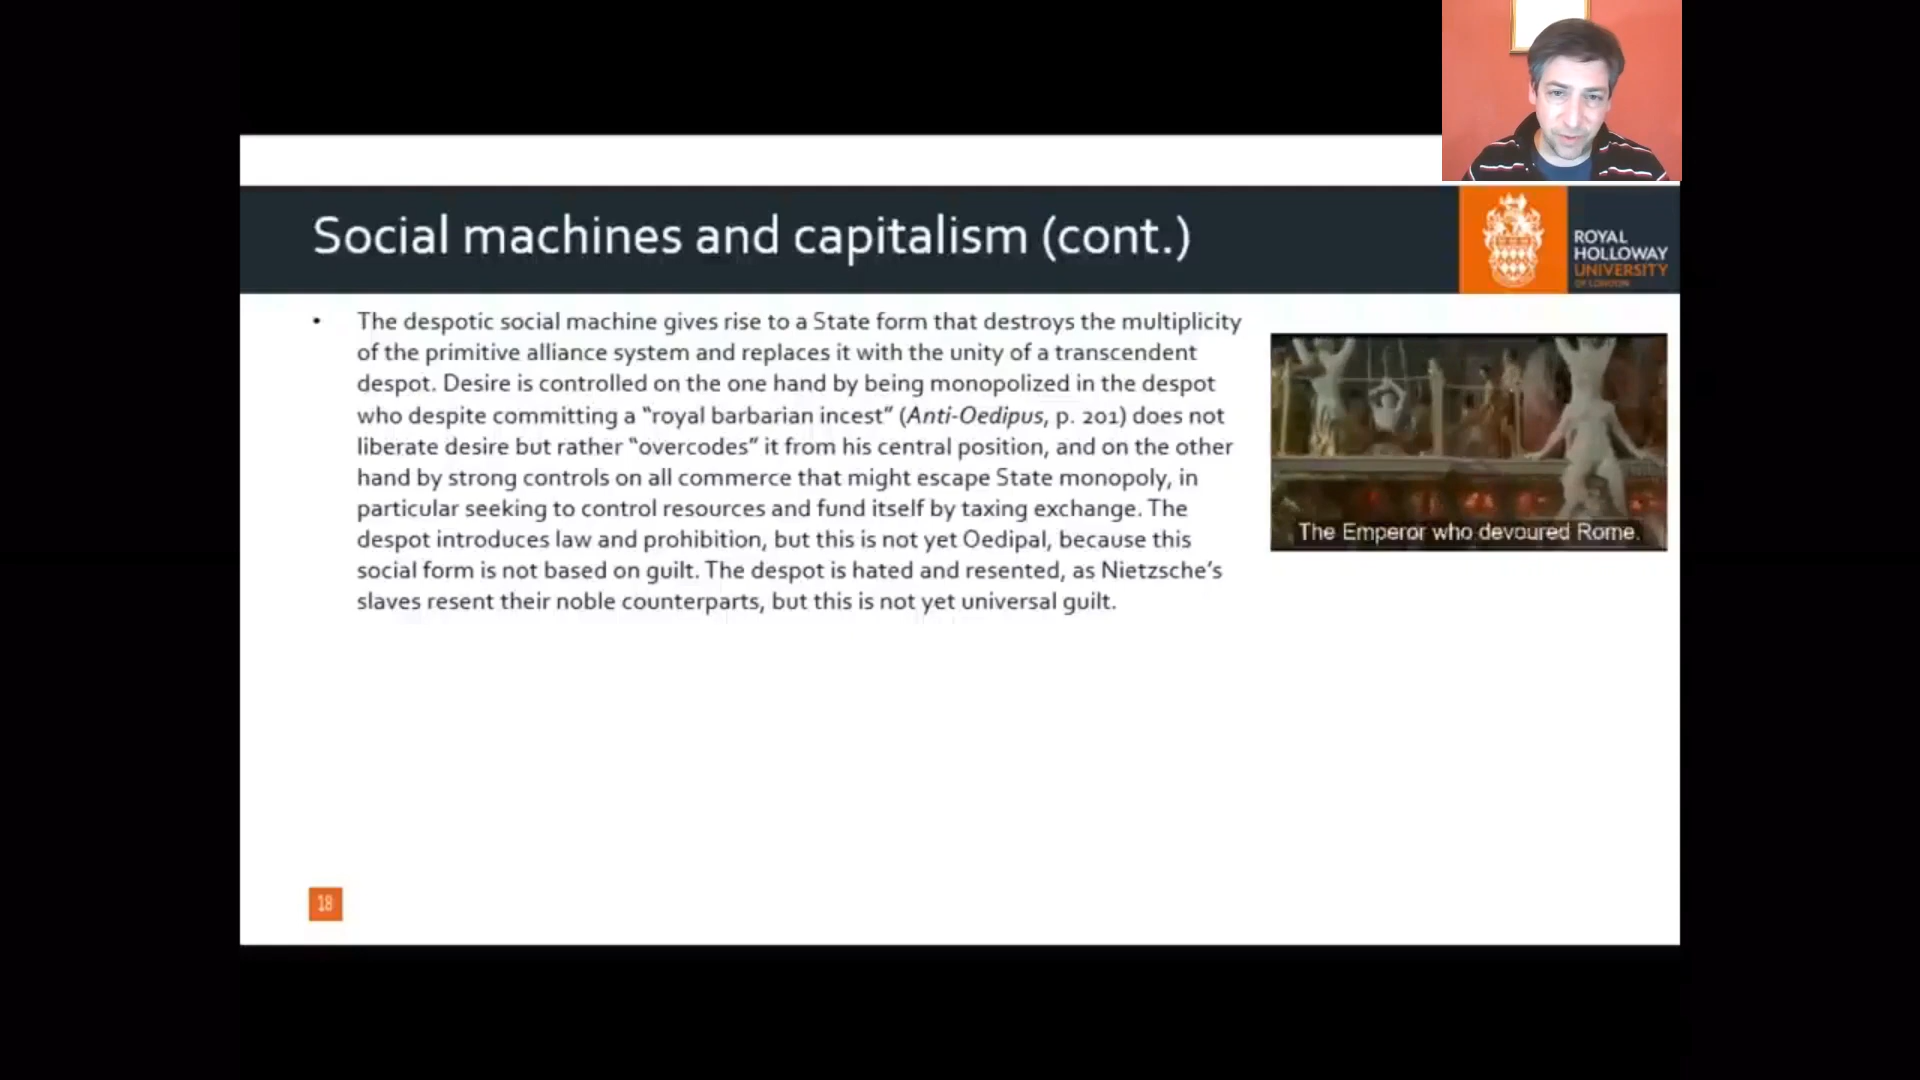 Social machines and capitalism (cont.)
ROYAL
HOLLOWAY
UNIVERSITY
OF LONDON
• The despotic social machine gives rise to a State form that destroys the multiplicity
of the primitive alliance system and replaces it with the unity of a transcendent
despot. Desire is controlled on the one hand by being monopolized in the despot
who despite committing a “royal barbarian incest” (Anti-Oedipus, p. 201) does not
liberate desire but rather “overcodes” it from his central position, and on the other
hand by strong controls on all commerce that might escape State monopoly, in
particular seeking to control resources and fund itself by taxing exchange. The
despot introduces law and prohibition, but this is not yet Oedipal, because this
social form is not based on guilt. The despot is hated and resented, as Nietzsche’s
slaves resent their noble counterparts, but this is not yet universal guilt.
The Emperor who devoured Rome.
18